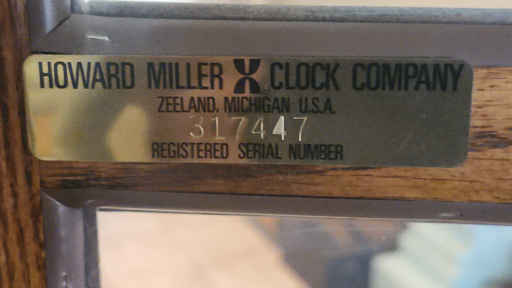 HOWARD MILLER CLOCK COMPANY
ZEELAND, MICHIGAN U.S.A.
317447
REGISTERED SERIAL NUMBER